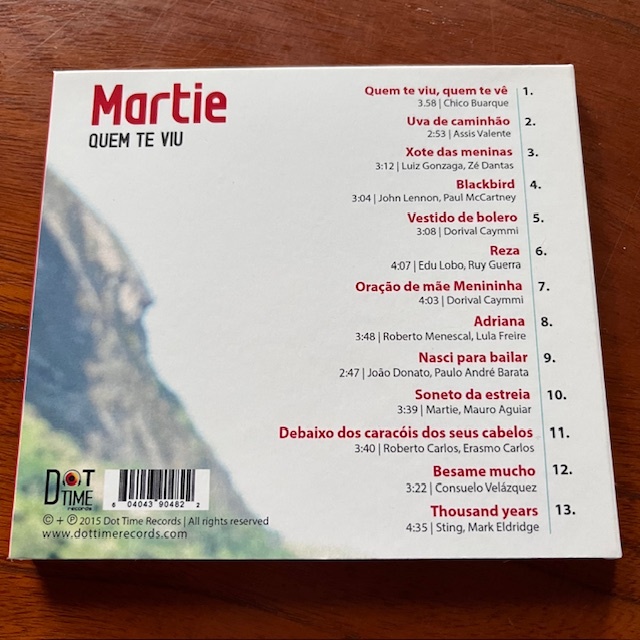 Martie
QUEM TE VIU
Quem te viu, quem te vê 1.
3.58 | Chico Buarque
Uva de caminhão 2.
2:53 | Assis Valente
Xote das meninas 3.
3:12 | Luiz Gonzaga, Zé Dantas
Blackbird 4.
3:04 | John Lennon, Paul McCartney
Vestido de bolero 5.
3:08 | Dorival Caymmi
Reza 6.
4:07 | Edu Lobo, Ruy Guerra
Oração de mãe Menininha 7.
4:03 | Dorival Caymmi
Adriana 8.
3:48 | Roberto Menescal, Lula Freire
Nasci para bailar 9.
2:47 | João Donato, Paulo André Barata
Soneto da estreia 10.
3:39 | Martie, Mauro Aguiar
Debaixo dos caracóis dos seus cabelos 11.
3:40 | Roberto Carlos, Erasmo Carlos
Besame mucho 12.
3:22 | Consuelo Velázquez
Thousand years 13.
4:35 | Sting, Mark Eldridge
DOT
TIME
records
6 04043 90482 2
© + ℗ 2015 Dot Time Records | All rights reserved
www.dottimerecords.com